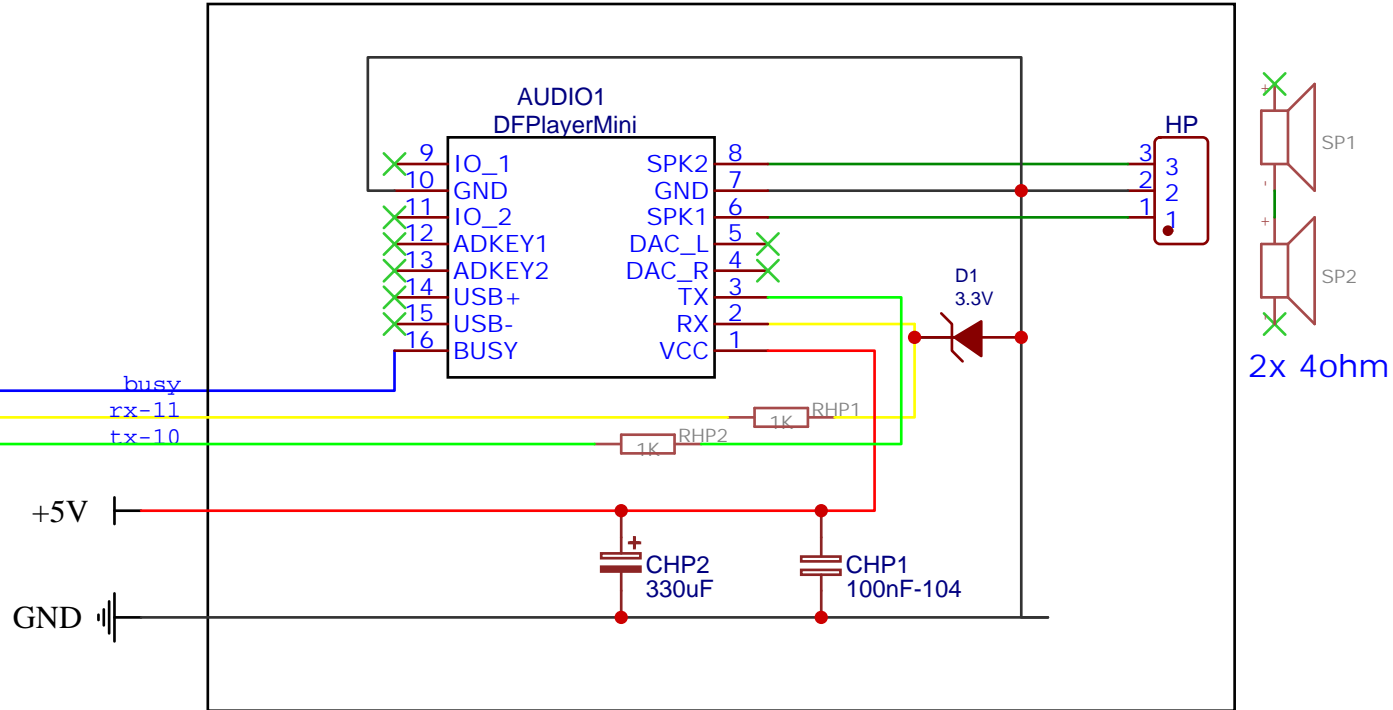 AUDIO1
DFPlayerMini
9 IO_1
10 GND
11 IO_2
12 ADKEY1
13 ADKEY2
14 USB+
15 USB-
16 BUSY
SPK2 8
GND 7
SPK1 6
DAC_L 5
DAC_R 4
TX 3
RX 2
VCC 1
HP
3 3
2 2
1 1
D1
3.3V
+
SP1
-
+
SP2
-
2x 4ohm
busy
rx-11
tx-10
1K RHP1
1K RHP2
+5V
+
CHP2
330uF
CHP1
100nF-104
GND